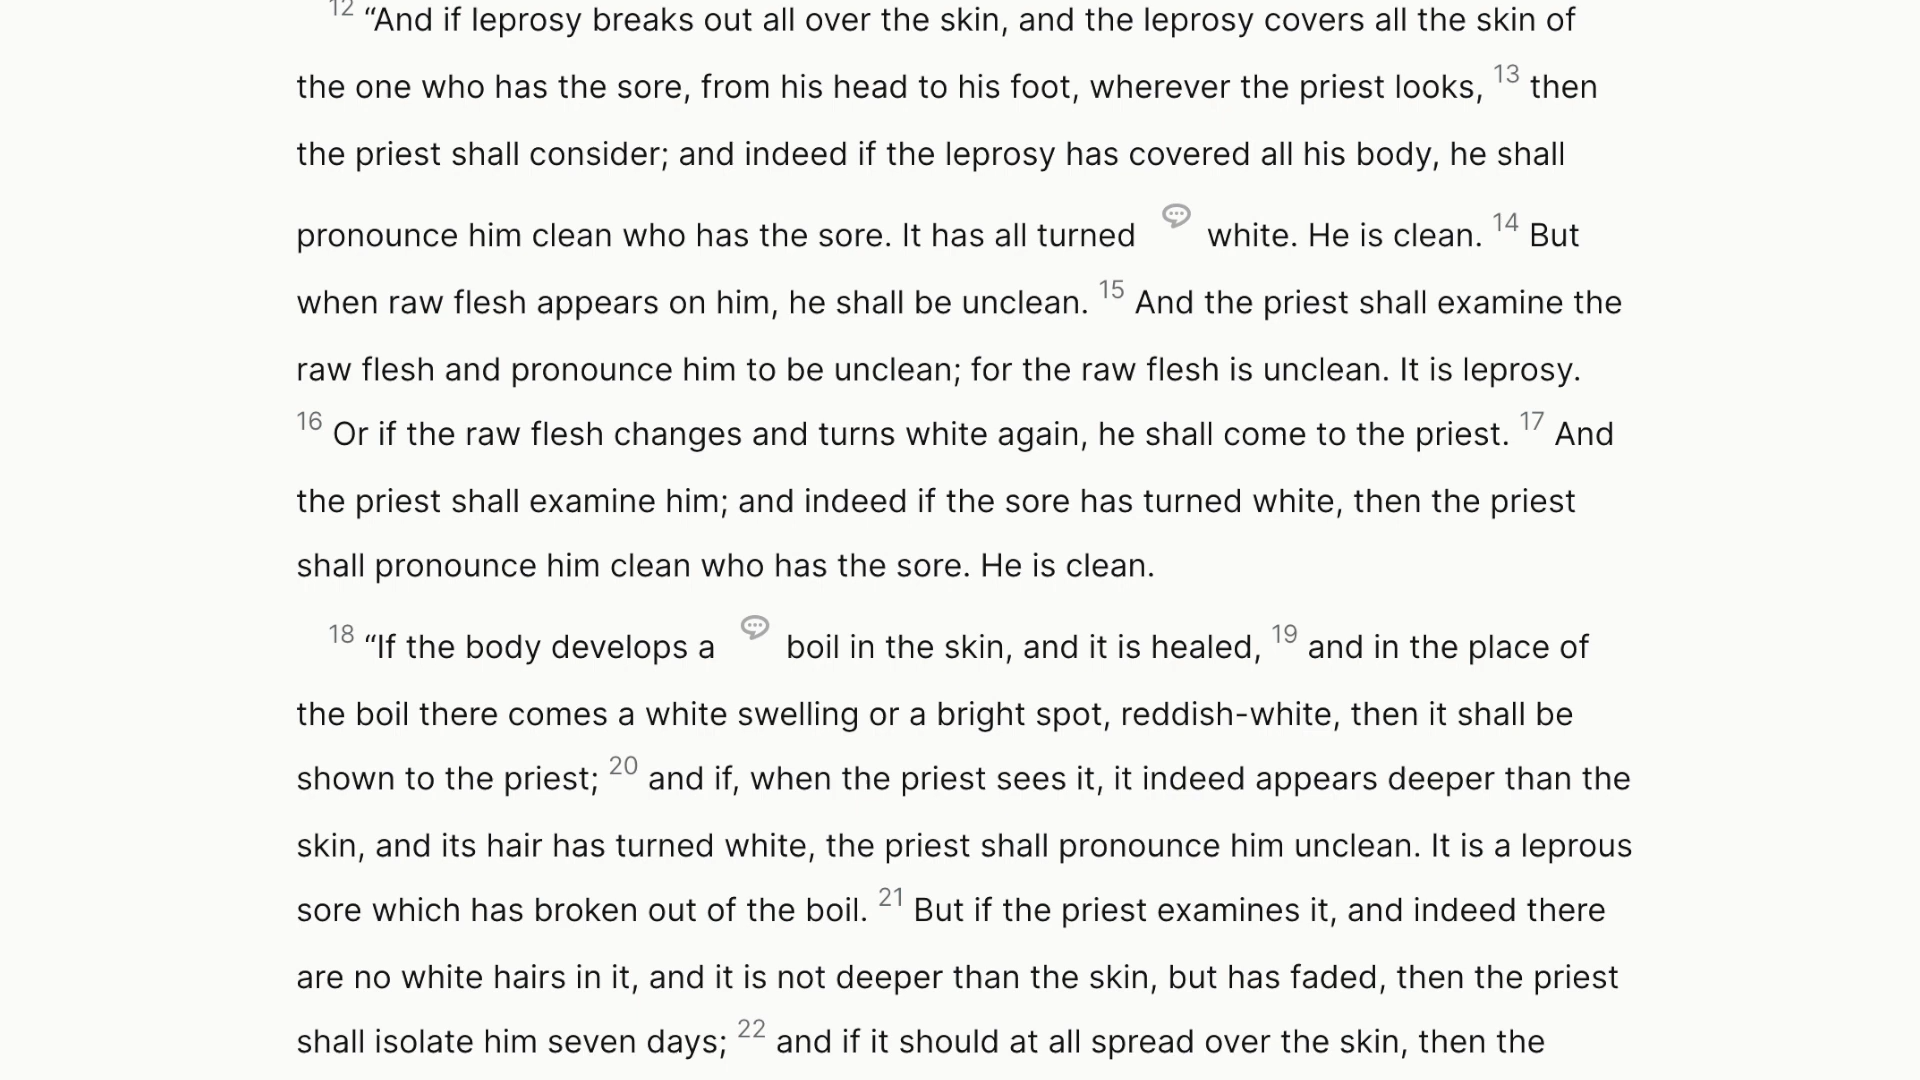 12 “And if leprosy breaks out all over the skin, and the leprosy covers all the skin of
the one who has the sore, from his head to his foot, wherever the priest looks, 13 then
the priest shall consider; and indeed if the leprosy has covered all his body, he shall
pronounce him clean who has the sore. It has all turned white. He is clean. 14 But
when raw flesh appears on him, he shall be unclean. 15 And the priest shall examine the
raw flesh and pronounce him to be unclean; for the raw flesh is unclean. It is leprosy.
16 Or if the raw flesh changes and turns white again, he shall come to the priest. 17 And
the priest shall examine him; and indeed if the sore has turned white, then the priest
shall pronounce him clean who has the sore. He is clean.
18 “If the body develops a boil in the skin, and it is healed, 19 and in the place of
the boil there comes a white swelling or a bright spot, reddish-white, then it shall be
shown to the priest; 20 and if, when the priest sees it, it indeed appears deeper than the
skin, and its hair has turned white, the priest shall pronounce him unclean. It is a leprous
sore which has broken out of the boil. 21 But if the priest examines it, and indeed there
are no white hairs in it, and it is not deeper than the skin, but has faded, then the priest
shall isolate him seven days; 22 and if it should at all spread over the skin, then the